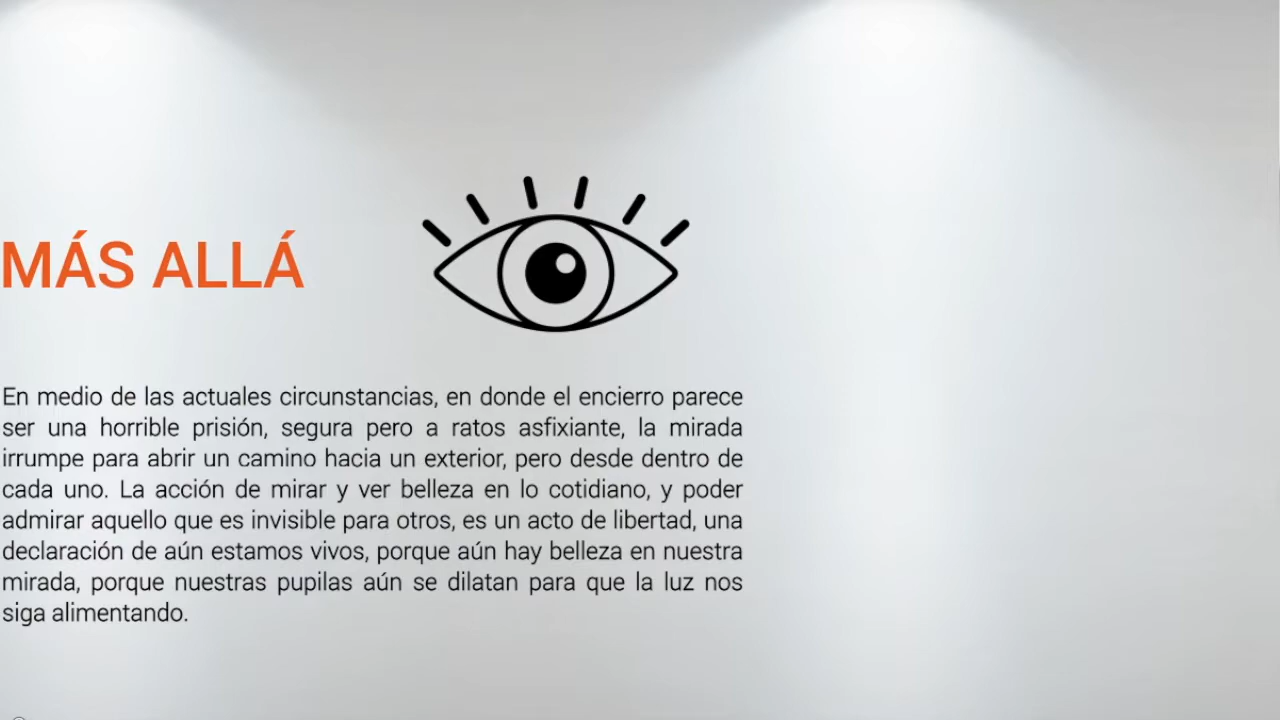 MÁS ALLÁ
En medio de las actuales circunstancias, en donde el encierro parece
ser una horrible prisión, segura pero a ratos asfixiante, la mirada
irrumpe para abrir un camino hacia un exterior, pero desde dentro de
cada uno. La acción de mirar y ver belleza en lo cotidiano, y poder
admirar aquello que es invisible para otros, es un acto de libertad, una
declaración de aún estamos vivos, porque aún hay belleza en nuestra
mirada, porque nuestras pupilas aún se dilatan para que la luz nos
siga alimentando.